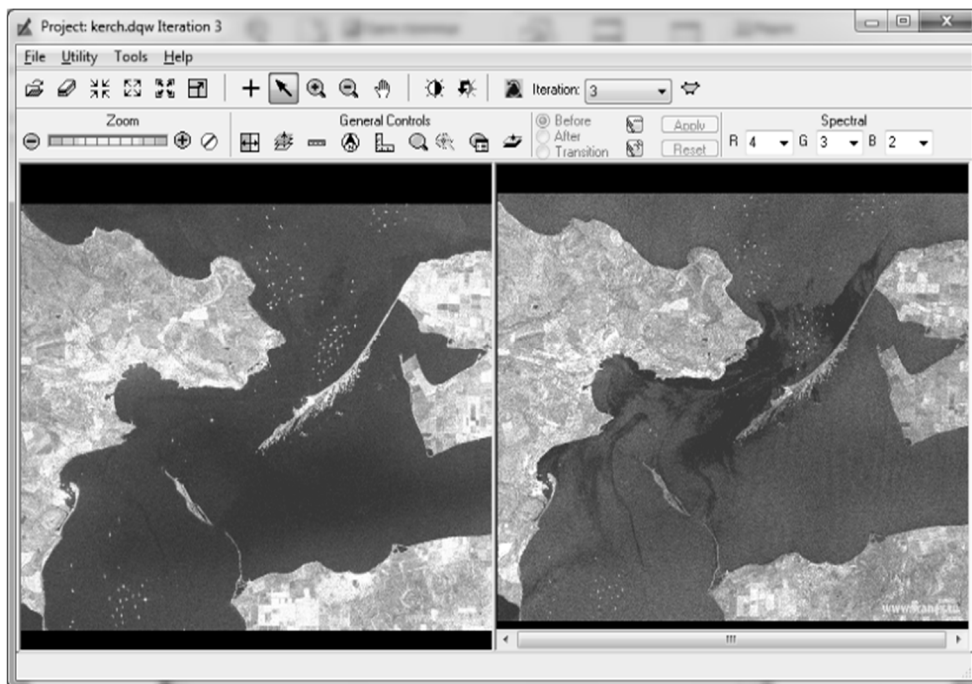 Project: kerch.dqw Iteration 3
File Utility Tools Help
Iteration: 3
Zoom
General Controls
Before
After
Transition
Apply
Reset
Spectral
R 4 G 3 B 2